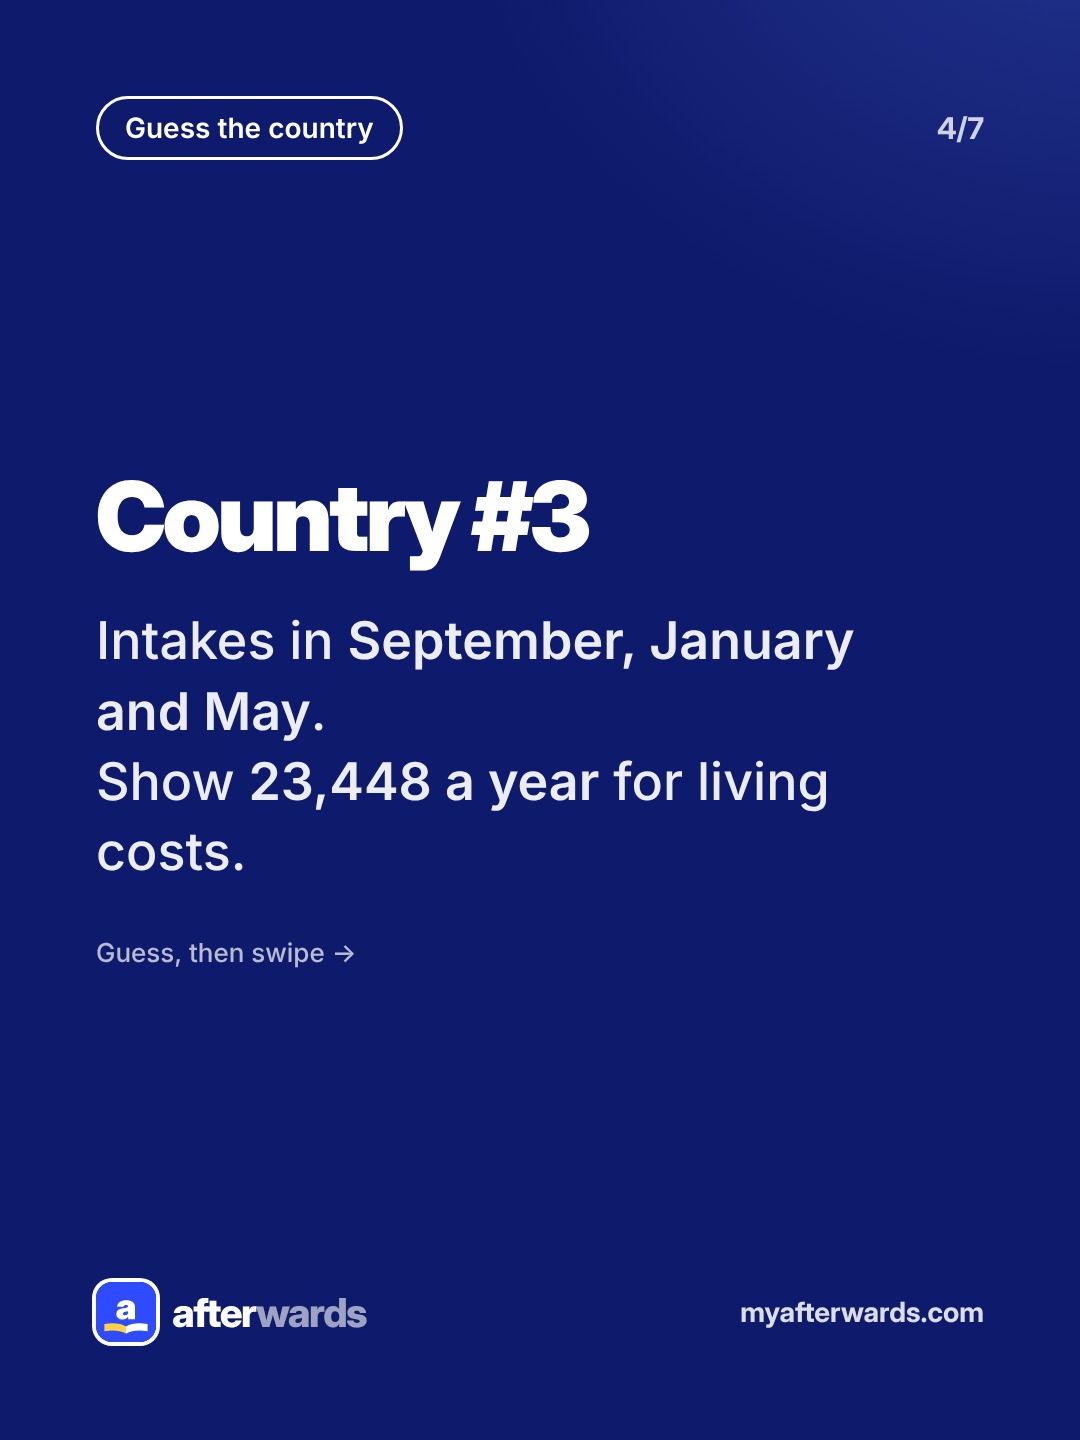 Guess the country
4/7
Country #3
Intakes in September, January
and May.
Show 23,448 a year for living
costs.
Guess, then swipe →
a
afterwards
myafterwards.com